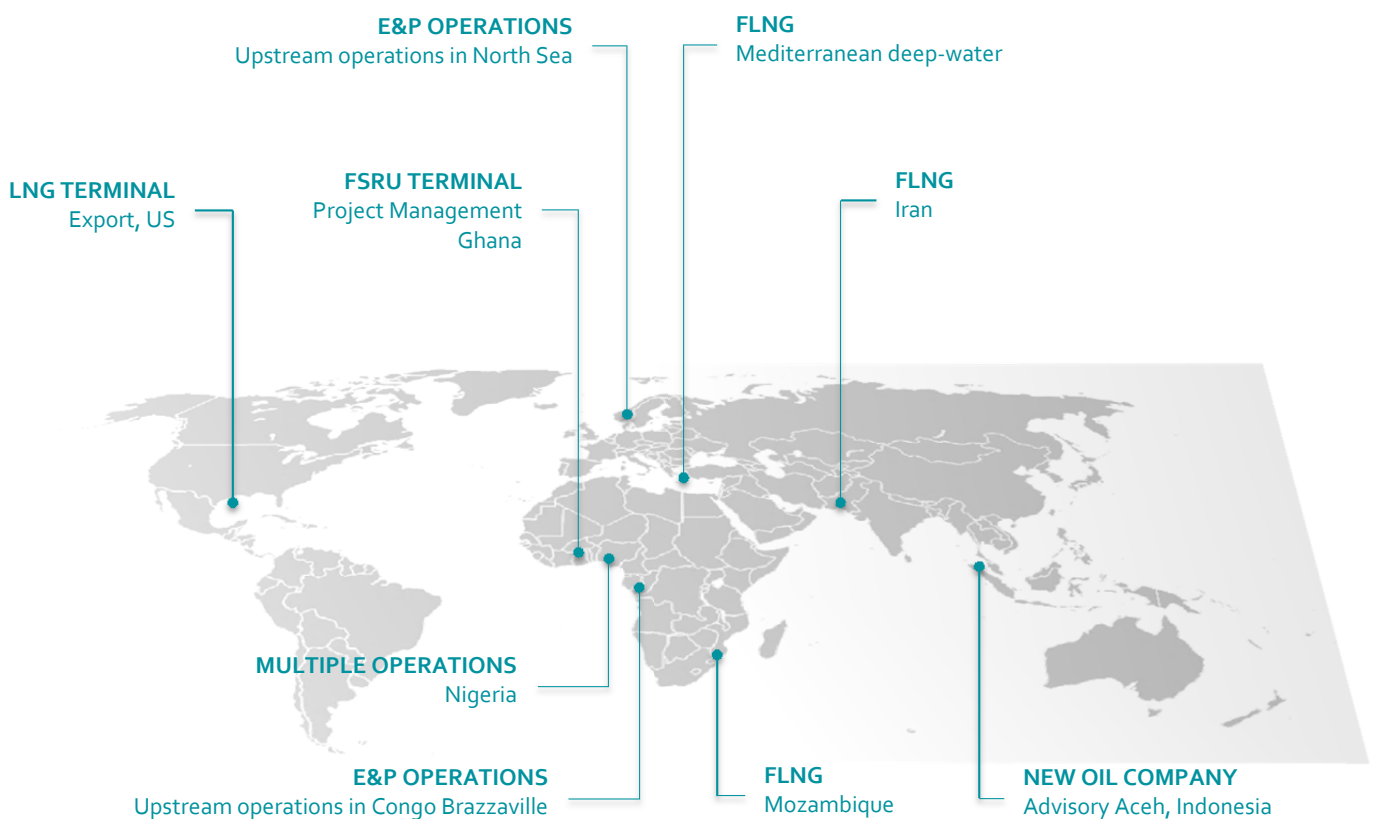 E&P OPERATIONS
Upstream operations in North Sea
FLNG
Mediterranean deep-water
LNG TERMINAL
Export, US
FSRU TERMINAL
Project Management
Ghana
FLNG
Iran
MULTIPLE OPERATIONS
Nigeria
E&P OPERATIONS
Upstream operations in Congo Brazzaville
FLNG
Mozambique
NEW OIL COMPANY
Advisory Aceh, Indonesia